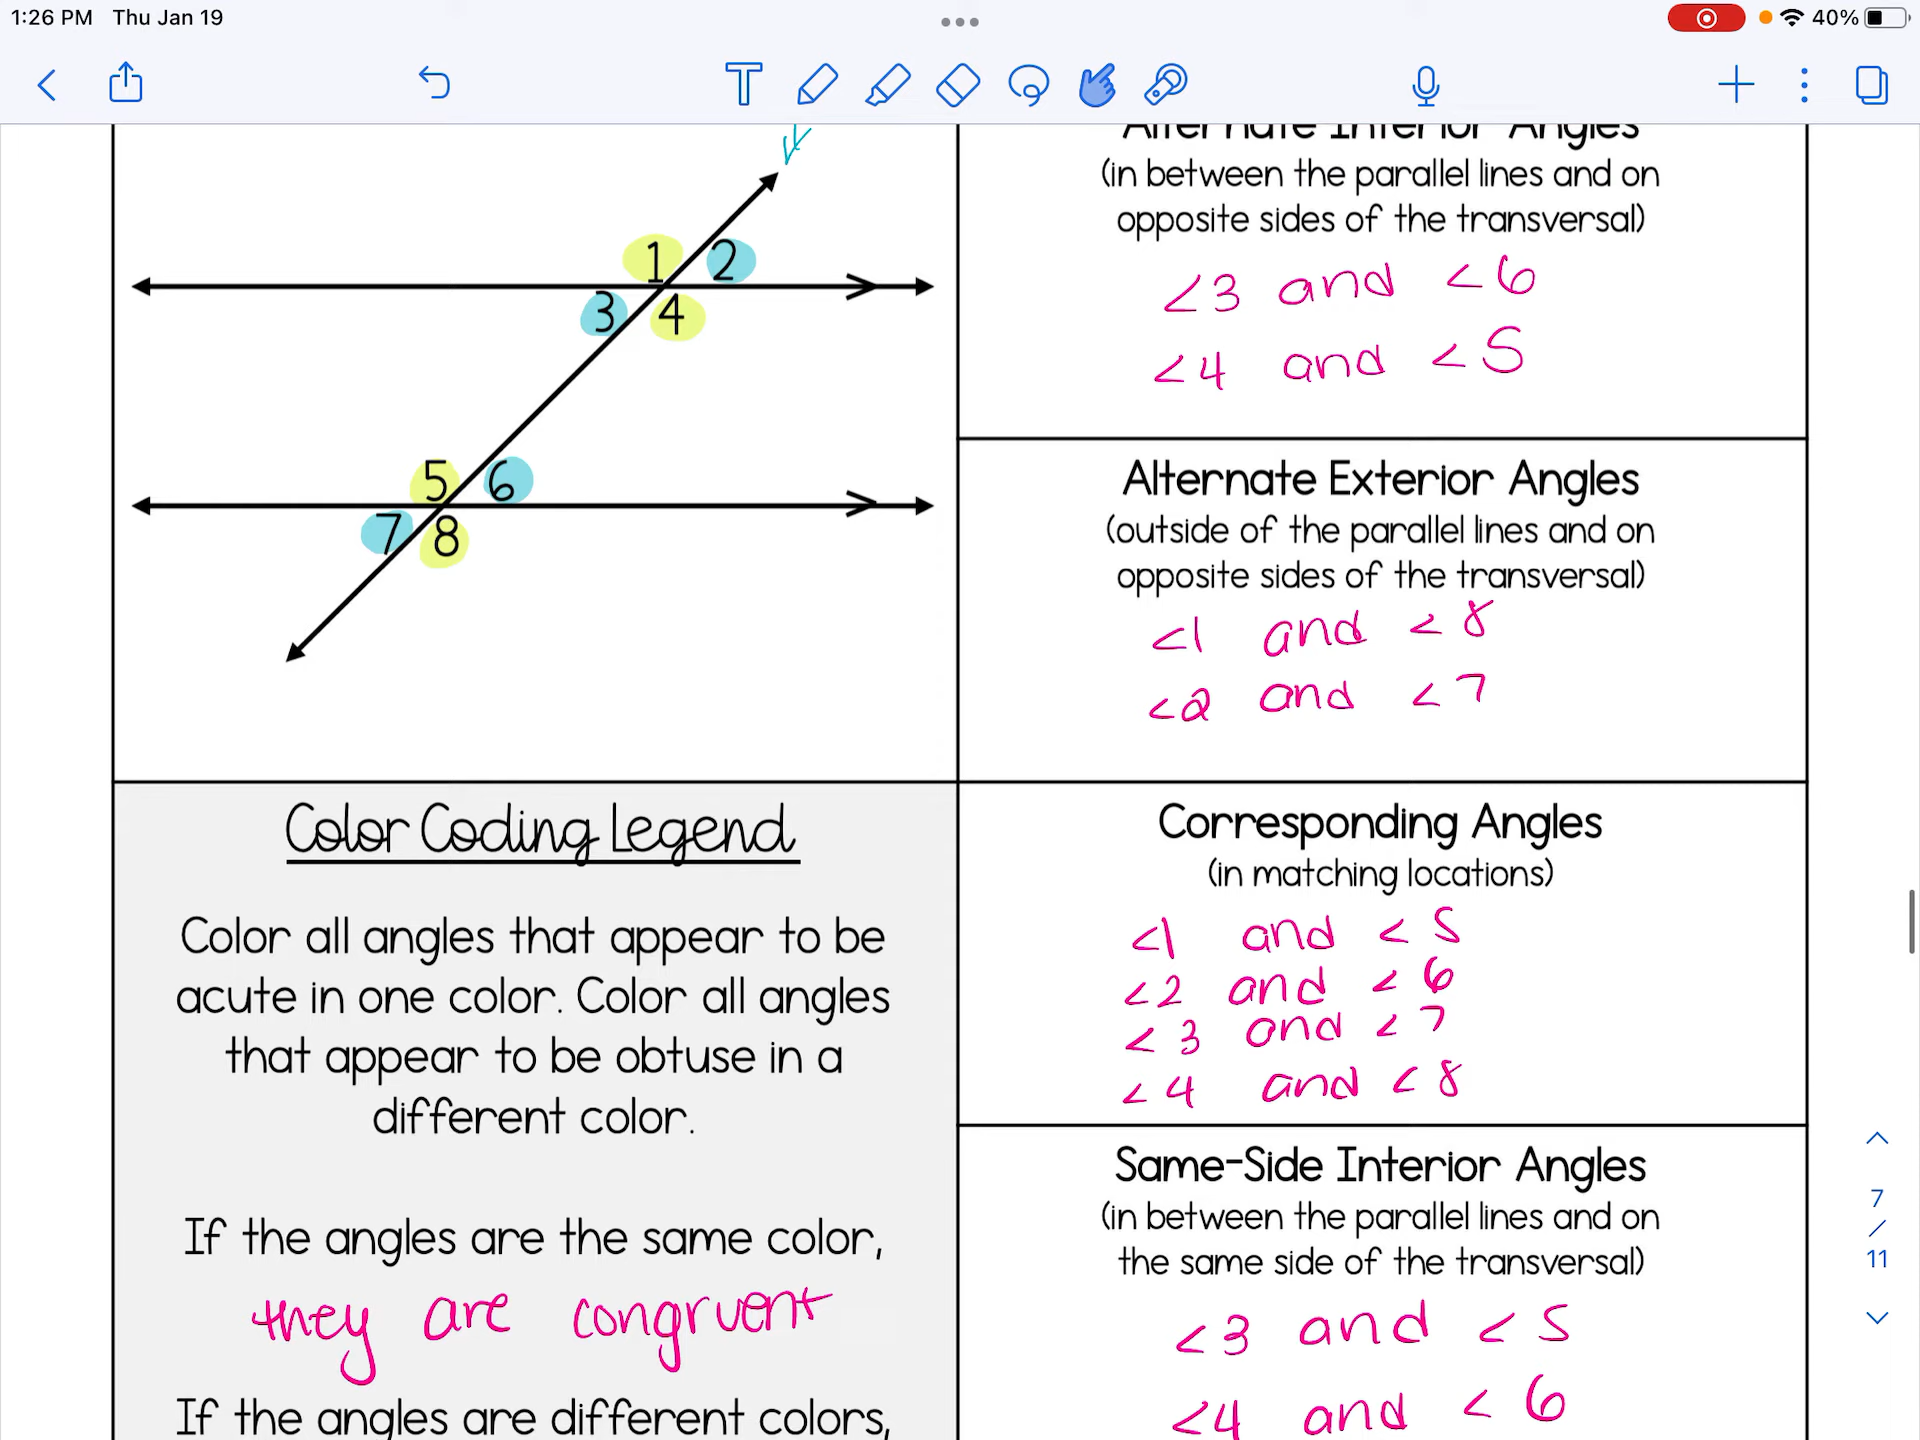 1:26 PM Thu Jan 19
40%
1 2
3 4
5 6
7 8
Color Coding Legend
Color all angles that appear to be
acute in one color. Color all angles
that appear to be obtuse in a
different color.
If the angles are the same color,
they are congruent
If the angles are different colors,
Alternate Interior Angles
(in between the parallel lines and on
opposite sides of the transversal)
<3 and <6
<4 and <5
Alternate Exterior Angles
(outside of the parallel lines and on
opposite sides of the transversal)
<1 and <8
<2 and <7
Corresponding Angles
(in matching locations)
<1 and <5
<2 and <6
<3 and <7
<4 and <8
Same-Side Interior Angles
(in between the parallel lines and on
the same side of the transversal)
<3 and <5
<4 and <6
7
/
11